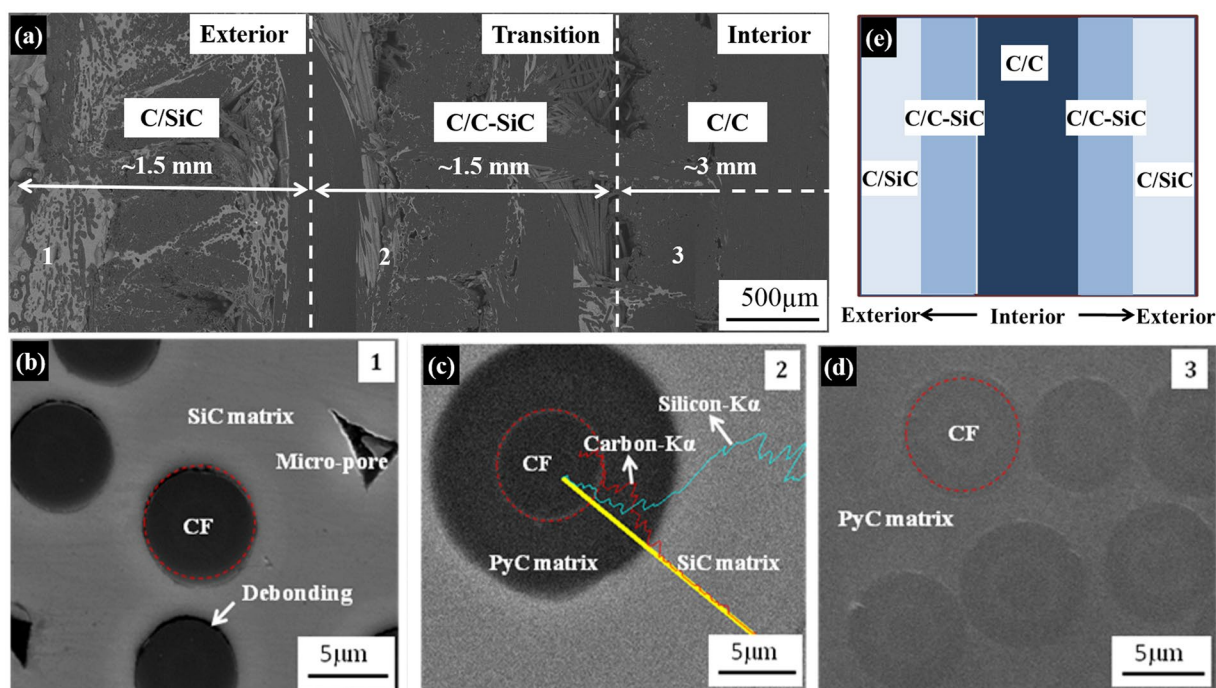 (a)
Exterior
Transition
Interior
C/SiC
C/C-SiC
C/C
~1.5 mm
~1.5 mm
~3 mm
1
2
3
500μm
(e)
C/C
C/C-SiC
C/C-SiC
C/SiC
C/SiC
Exterior
Interior
Exterior
(b)
1
SiC matrix
Micro-pore
CF
Debonding
5μm
(c)
2
Silicon-Kα
Carbon-Kα
CF
PyC matrix
SiC matrix
5μm
(d)
3
CF
PyC matrix
5μm